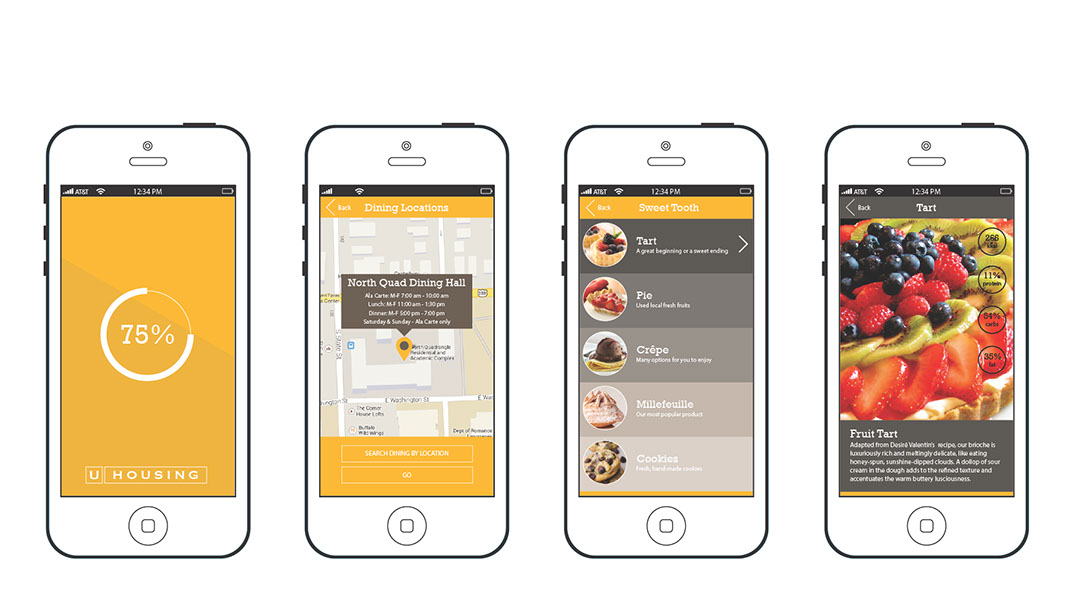 AT&T 12:34 PM
75%
U HOUSING
12:34 PM
Back Dining Locations
North Quad Dining Hall
Ala Carte: M-F 7:00 am - 10:00 am
Lunch: M-F 11:00 am - 1:30 pm
Dinner: M-F 5:00 pm - 7:00 pm
Saturday & Sunday - Ala Carte only
S State St
North Quadrangle
Residential and
Academic Complex
E Washington St
E Wa
The Corner
House Lofts
Buffalo
Wild Wings
Dept of Romance
SEARCH DINING BY LOCATION
GO
AT&T 12:34 PM
Back Sweet Tooth
Tart
A great beginning or a sweet ending
Pie
Used local fresh fruits
Crêpe
Many options for you to enjoy
Millefeuille
Our most popular product
Cookies
Fresh, hand-made cookies
AT&T 12:34 PM
Back Tart
266
11%
protein
54%
carbs
35%
fat
Fruit Tart
Adapted from Desiré Valentin's recipe, our brioche is
luxuriously rich and meltingly delicate, like eating
honey-spun, sunshine-dipped clouds. A dollop of sour
cream in the dough adds to the refined texture and
accentuates the warm buttery lusciousness.